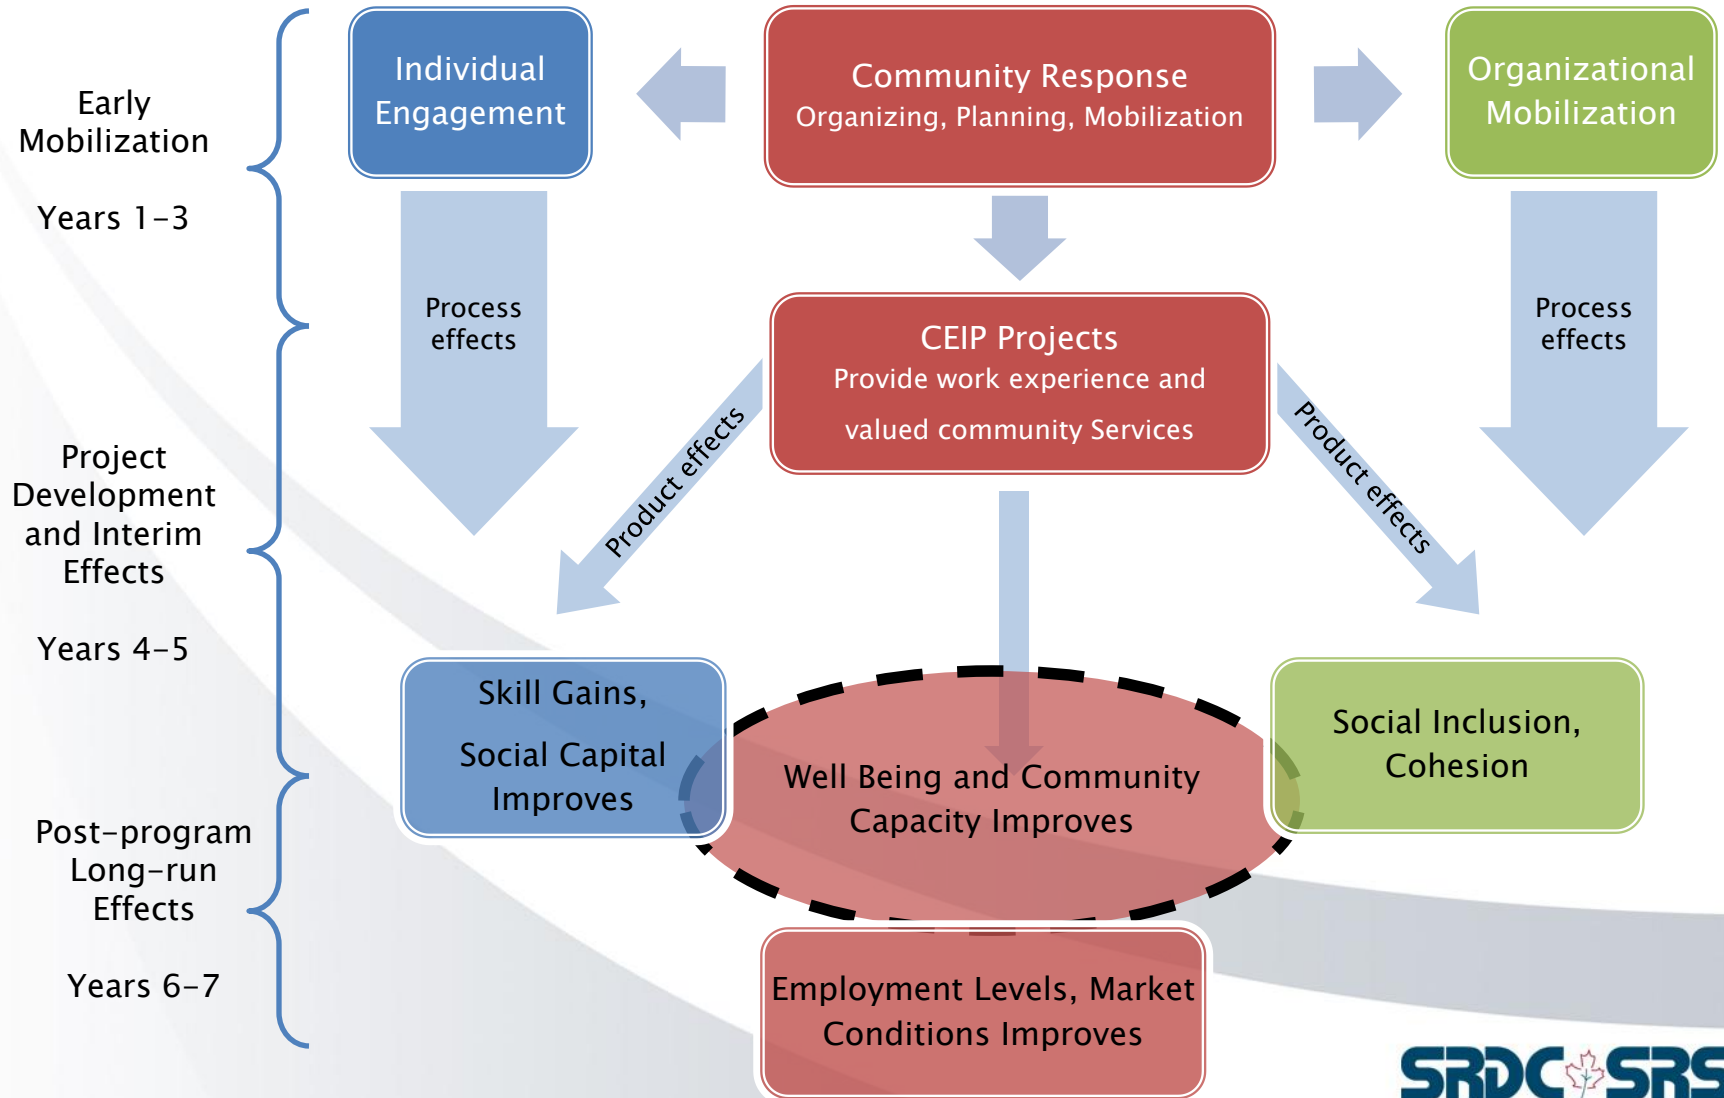 Early
Mobilization
Years 1-3
Individual
Engagement
Community Response
Organizing, Planning, Mobilization
Organizational
Mobilization
Process
effects
CEIP Projects
Provide work experience and
valued community Services
Process
effects
Product effects
Product effects
Project
Development
and Interim
Effects
Years 4-5
Skill Gains,
Social Capital
Improves
Well Being and Community
Capacity Improves
Social Inclusion,
Cohesion
Post-program
Long-run
Effects
Years 6-7
Employment Levels, Market
Conditions Improves
SRDC SRS